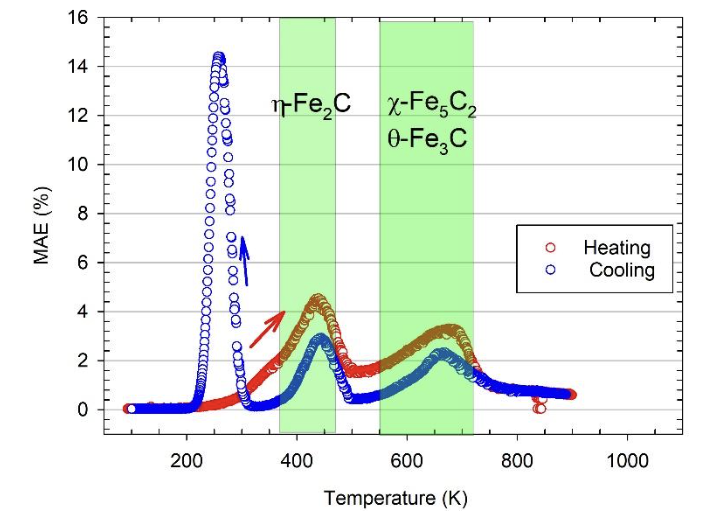 16
14
12
10
8
6
4
2
0
MAE (%)
η-Fe₂C
χ-Fe₅C₂
θ-Fe₃C
Heating
Cooling
200 400 600 800 1000
Temperature (K)